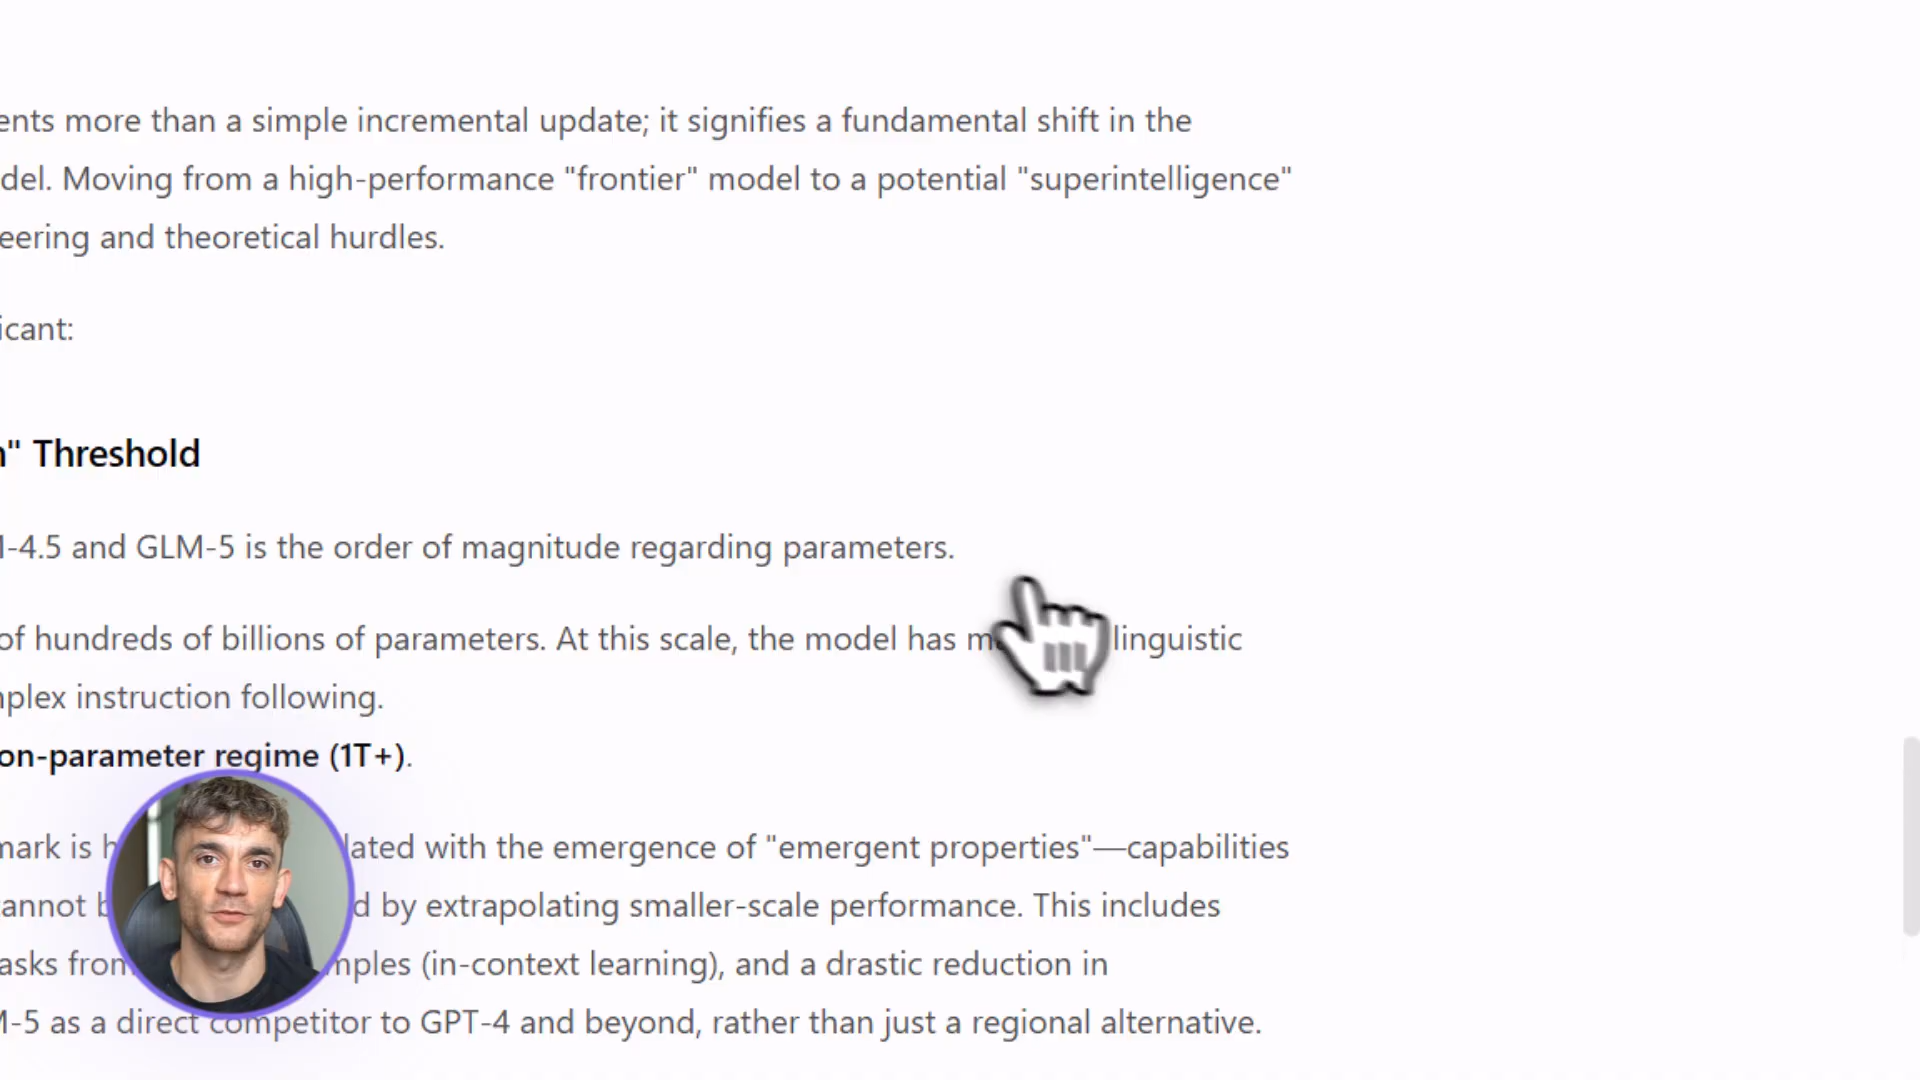 ents more than a simple incremental update; it signifies a fundamental shift in the
del. Moving from a high-performance "frontier" model to a potential "superintelligence"
eering and theoretical hurdles.
icant:
" Threshold
-4.5 and GLM-5 is the order of magnitude regarding parameters.
of hundreds of billions of parameters. At this scale, the model has linguistic
plex instruction following.
on-parameter regime (1T+).
mark is lated with the emergence of "emergent properties"—capabilities
annot d by extrapolating smaller-scale performance. This includes
asks from mples (in-context learning), and a drastic reduction in
-5 as a direct competitor to GPT-4 and beyond, rather than just a regional alternative.